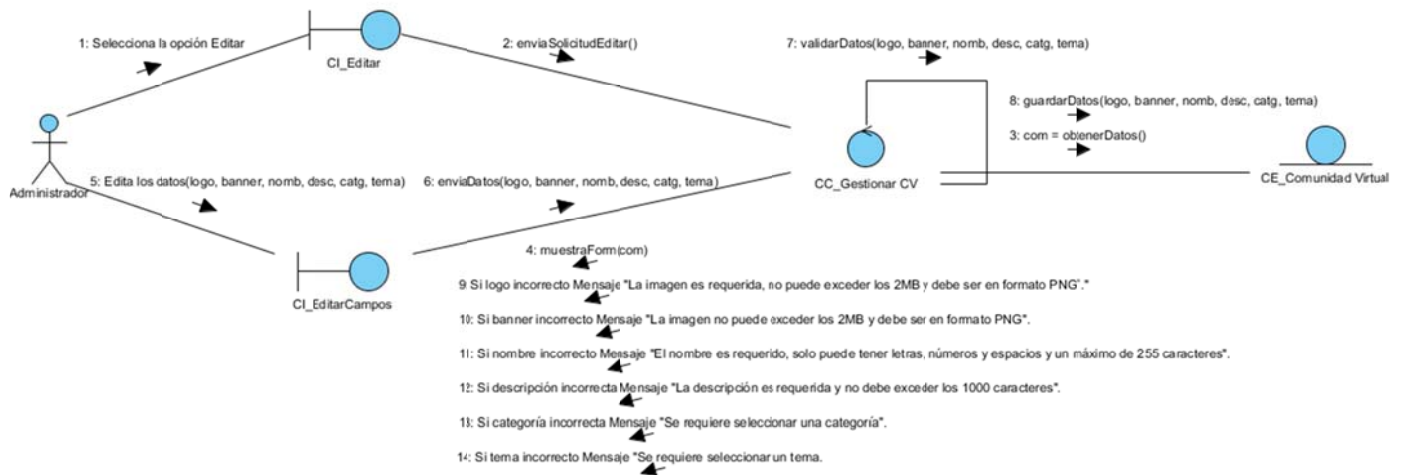 1: Selecciona la opción Editar
CI_Editar
2: enviaSolicitudEditar()
7: validarDatos(logo, banner, nomb, desc, catg, tema)
8: guardarDatos(logo, banner, nomb, desc, catg, tema)
3: com = obtenerDatos()
Administrador
5: Edita los datos(logo, banner, nomb, desc, catg, tema)
6: enviaDatos(logo, banner, nomb, desc, catg, tema)
CC_Gestionar CV
CE_Comunidad Virtual
CI_EditarCampos
4: muestraForm(com)
9 Si logo incorrecto Mensaje "La imagen es requerida, no puede exceder los 2MB y debe ser en formato PNG"."
10: Si banner incorrecto Mensaje "La imagen no puede exceder los 2MB y debe ser en formato PNG".
11: Si nombre incorrecto Mensaje "El nombre es requerido, solo puede tener letras, números y espacios y un máximo de 255 caracteres".
12: Si descripción incorrecta Mensaje "La descripción es requerida y no debe exceder los 1000 caracteres".
13: Si categoría incorrecta Mensaje "Se requiere seleccionar una categoría".
14: Si tema incorrecto Mensaje "Se requiere seleccionar un tema.